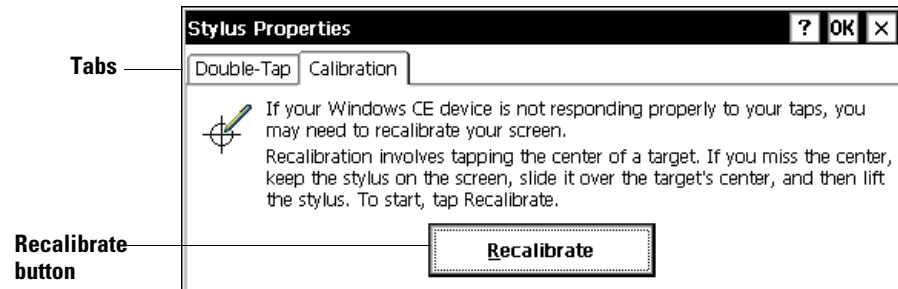 Stylus Properties ? OK ×
Tabs
Double-Tap Calibration
If your Windows CE device is not responding properly to your taps, you
may need to recalibrate your screen.
Recalibration involves tapping the center of a target. If you miss the center,
keep the stylus on the screen, slide it over the target's center, and then lift
the stylus. To start, tap Recalibrate.
Recalibrate
button
Recalibrate